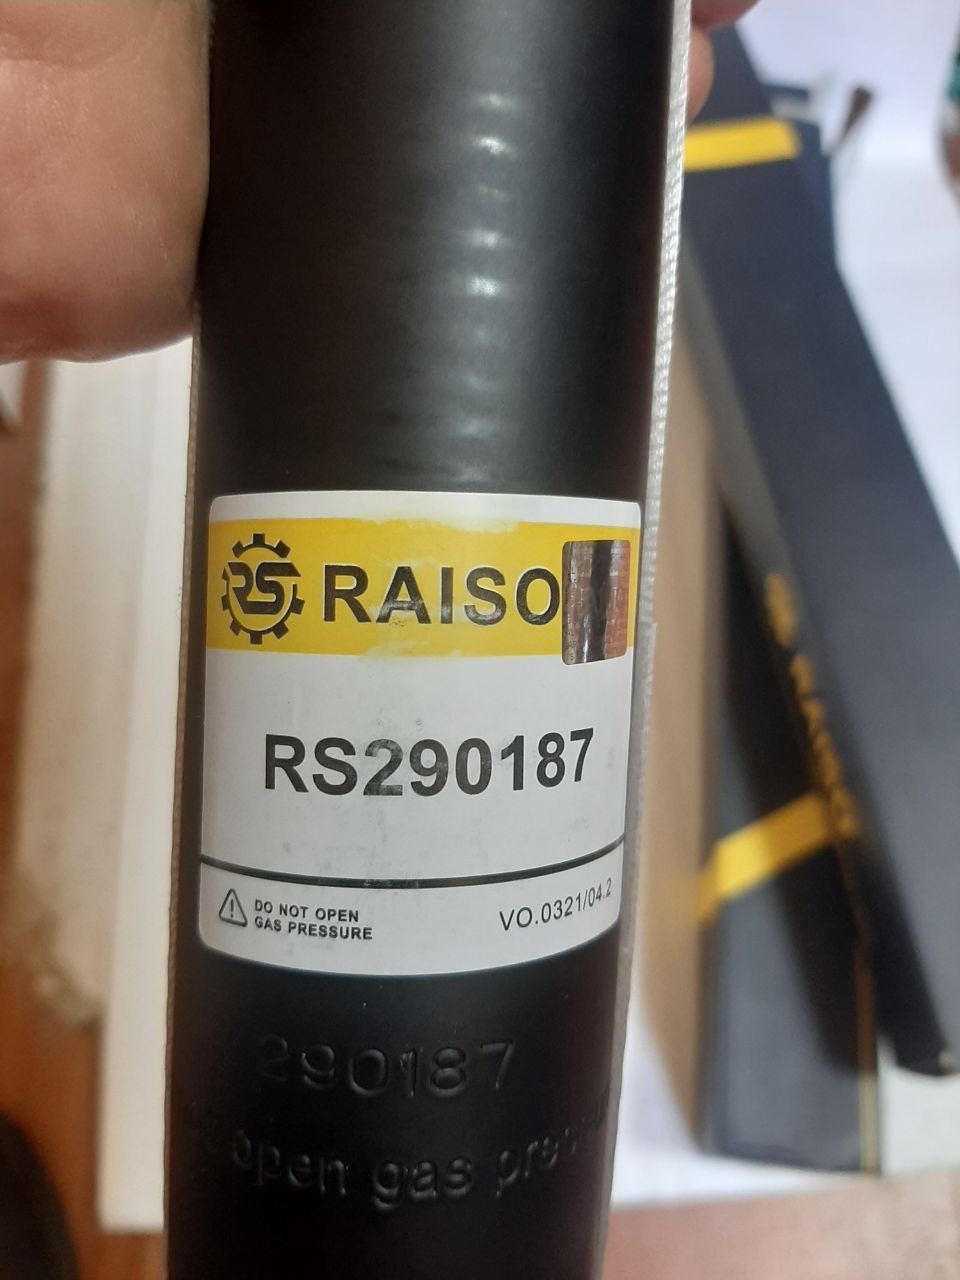 RS RAISO
RS290187
DO NOT OPEN
GAS PRESSURE
VO.0321/04.2
290187
open gas